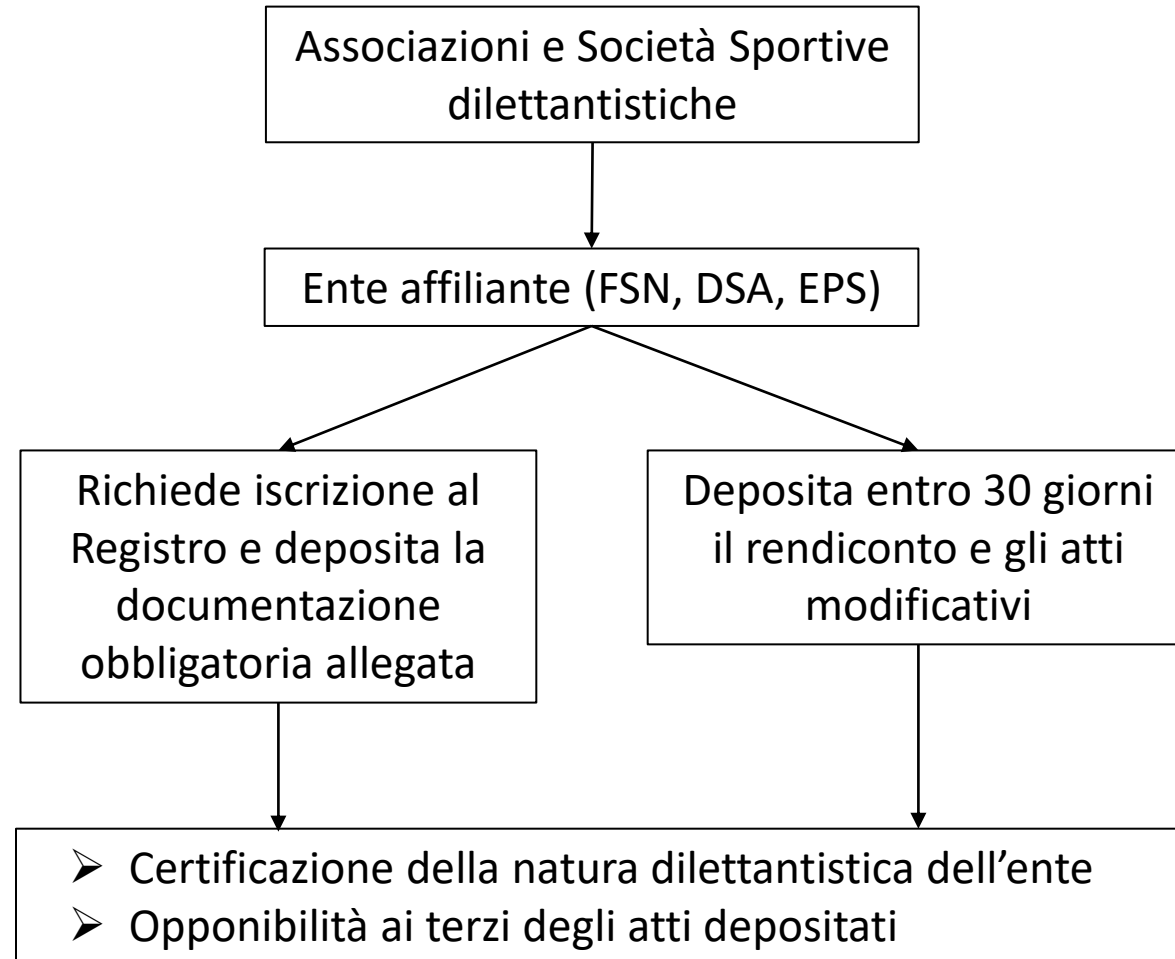 Associazioni e Società Sportive
dilettantistiche
Ente affiliante (FSN, DSA, EPS)
Richiede iscrizione al
Registro e deposita la
documentazione
obbligatoria allegata
Deposita entro 30 giorni
il rendiconto e gli atti
modificativi
➢ Certificazione della natura dilettantistica dell’ente
➢ Opponibilità ai terzi degli atti depositati